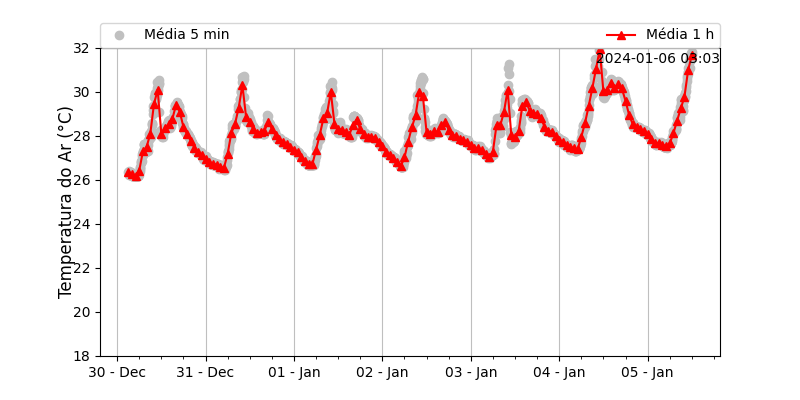 Média 5 min
Média 1 h
2024-01-06 03:03
Temperatura do Ar (°C)
32
30
28
26
24
22
20
18
30 - Dec
31 - Dec
01 - Jan
02 - Jan
03 - Jan
04 - Jan
05 - Jan